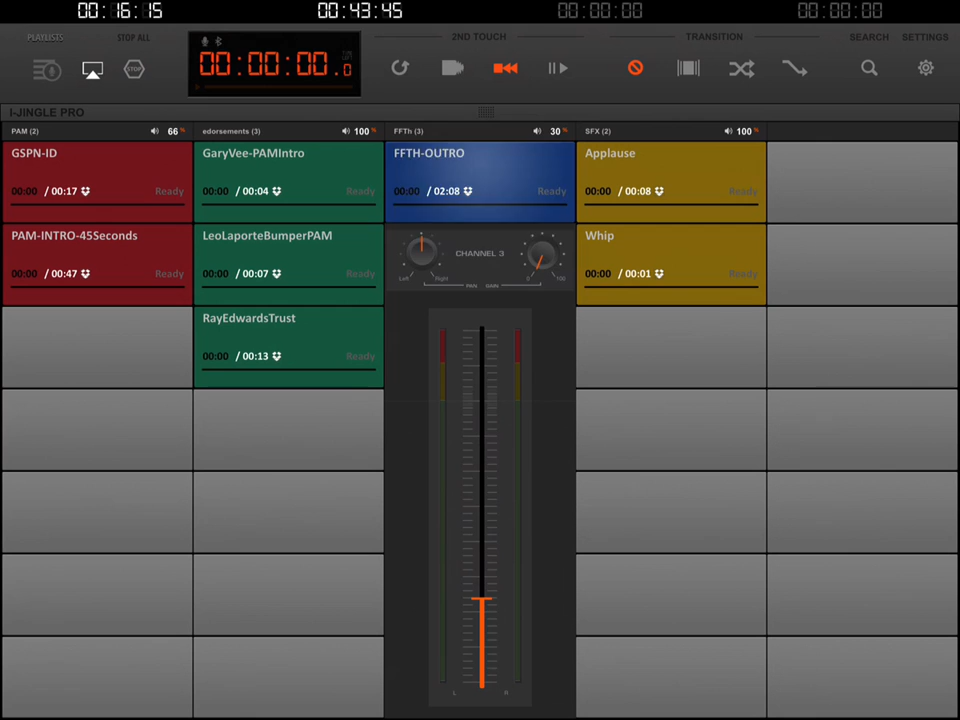 00:16:15 00:43:45 00:00:00 00:00:00
PLAYLISTS STOP ALL 2ND TOUCH TRANSITION SEARCH SETTINGS
STOP 00:00:00.0
I-JINGLE PRO
PAM (2) 66 % edorsements (3) 100 % FFTh (3) 30 % SFX (2) 100 %
GSPN-ID GaryVee-PAMIntro FFTH-OUTRO Applause
00:00 / 00:17 Ready 00:00 / 00:04 Ready 00:00 / 02:08 Ready 00:00 / 00:08 Ready
PAM-INTRO-45Seconds LeoLaporteBumperPAM Whip
CHANNEL 3
00:00 / 00:47 Ready 00:00 / 00:07 Ready 00:00 / 00:01 Ready
Left Right 0 100
PAN GAIN
RayEdwardsTrust
00:00 / 00:13 Ready
L R